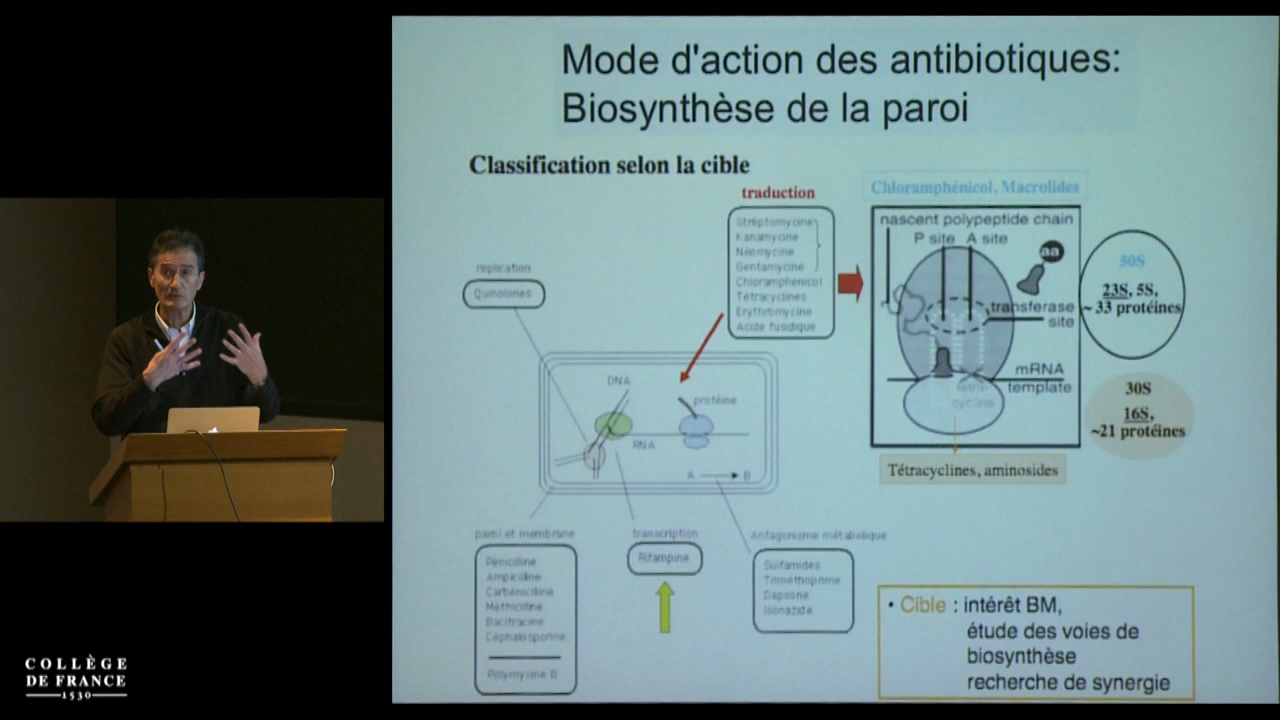 Mode d'action des antibiotiques:
Biosynthèse de la paroi
Classification selon la cible
traduction
Streptomycine
Kanamycine
Néomycine
Gentamycine
Chloramphénicol
Tétracyclines
Erythromycine
Acide fusidique
replication
Quinolones
DNA
protéine
RNA
A
B
paroi et membrane
Pénicilline
Ampicilline
Carbénicilline
Méthicilline
Bacitracine
Céphalosporine
Polymyxine B
transcription
Rifampine
Antagonisme métabolique
Sulfamides
Triméthoprime
Dapsone
Isoniazide
Chloramphénicol, Macrolides
nascent polypeptide chain
P site A site
aa
transferase
site
mRNA
template
Tetra-
cycline
Tétracyclines, aminosides
50S
23S, 5S,
~ 33 protéines
30S
16S,
~21 protéines
• Cible : intérêt BM,
étude des voies de
biosynthèse
recherche de synergie
COLLÈGE
DE FRANCE
1530